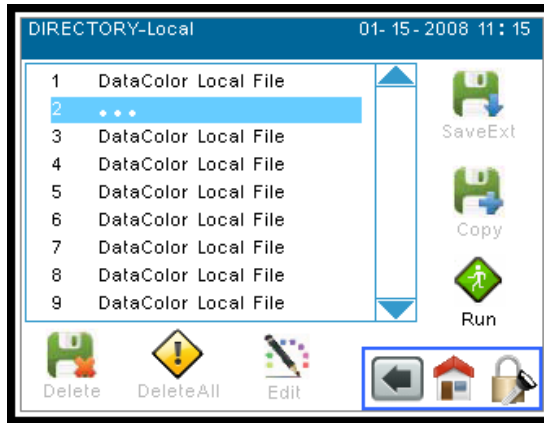 DIRECTORY-Local 01-15-2008 11:15
1 DataColor Local File
2 ...
3 DataColor Local File
4 DataColor Local File
5 DataColor Local File
6 DataColor Local File
7 DataColor Local File
8 DataColor Local File
9 DataColor Local File
SaveExt
Copy
Run
Delete DeleteAll Edit